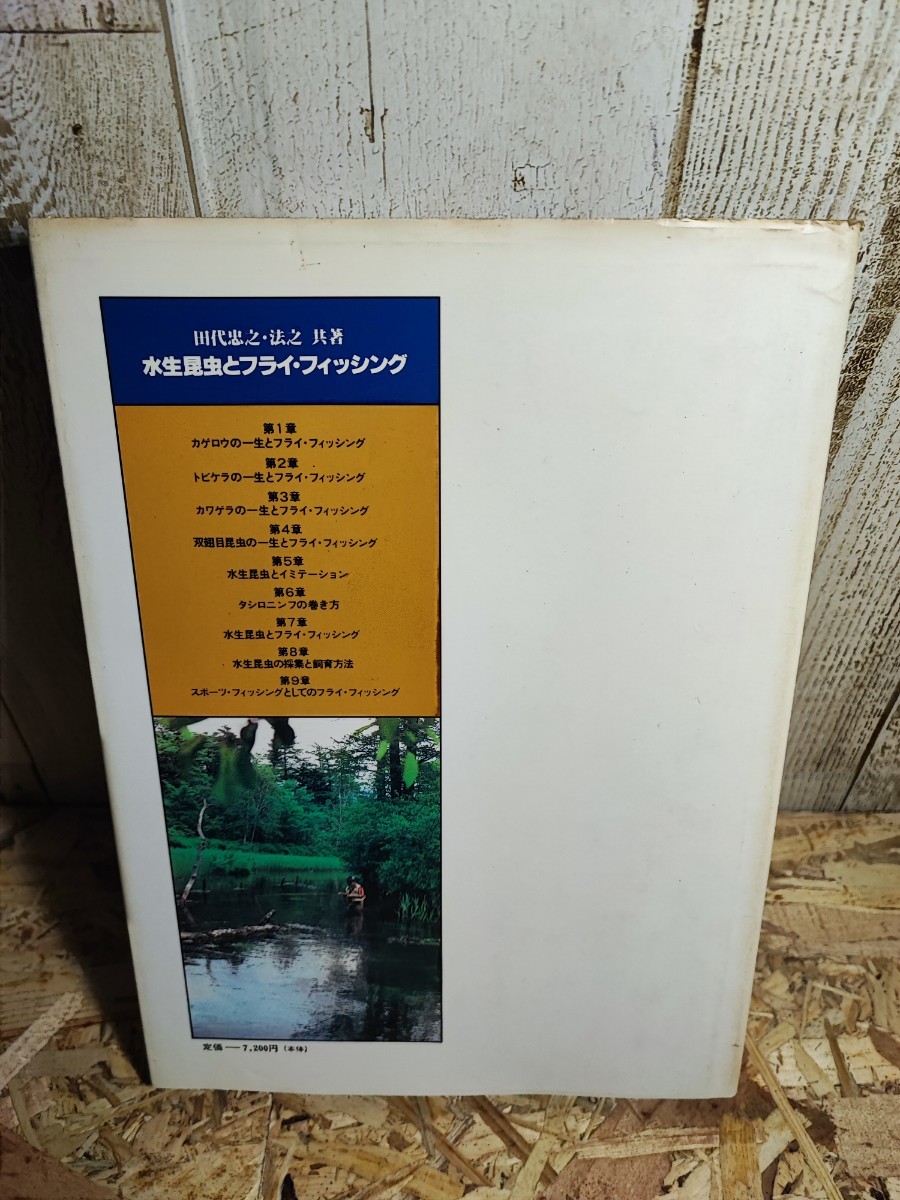 田代忠之・法之 共著
水生昆虫とフライ・フィッシング
第1章
カゲロウの一生とフライ・フィッシング
第2章
トビケラの一生とフライ・フィッシング
第3章
カワゲラの一生とフライ・フィッシング
第4章
双翅目昆虫の一生とフライ・フィッシング
第5章
水生昆虫とイミテーション
第6章
タシロニンフの巻き方
第7章
水生昆虫とフライ・フィッシング
第8章
水生昆虫の採集と飼育方法
第9章
スポーツ・フィッシングとしてのフライ・フィッシング
定価──7,200円(本体)